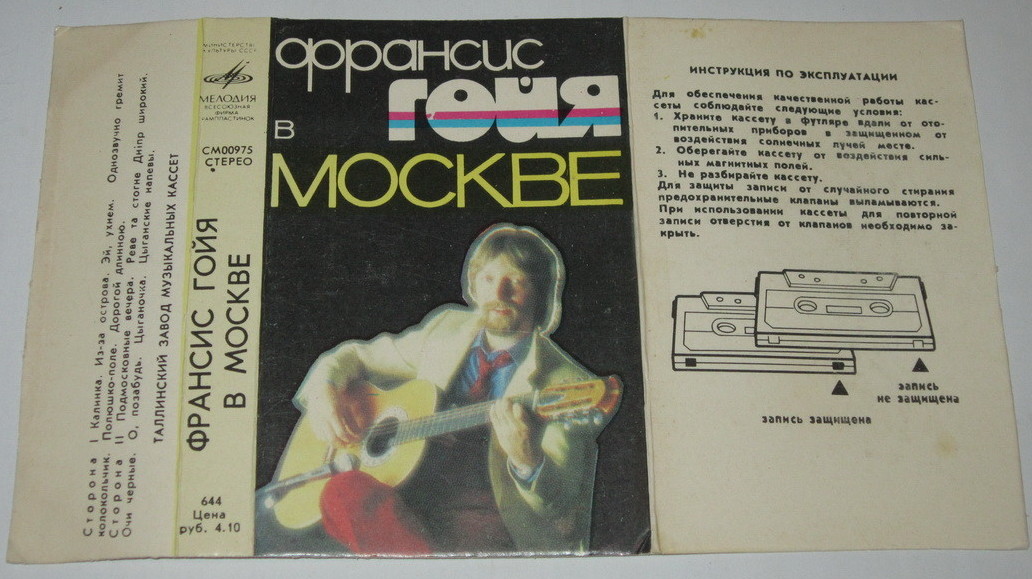 Сторона I Калинка. Из-за острова. Эй, ухнем. Однозвучно гремит
колокольчик. Полюшко-поле. Дорогой длинною.
Сторона II Подмосковные вечера. Реве та стогне Дніпр широкий.
Очи черные. О, позабудь. Цыганочка. Цыганские напевы.
ТАЛЛИНСКИЙ ЗАВОД МУЗЫКАЛЬНЫХ КАССЕТ
КУЛЬТУРЫ СССР
МЕЛОДИЯ
ВСЕСОЮЗНАЯ
ФИРМА
СМ00975
СТЕРЕО
ФРАНСИС ГОЙЯ
В МОСКВЕ
644
Цена
руб. 4.10
франсис
гойя
в
МОСКВЕ
ИНСТРУКЦИЯ ПО ЭКСПЛУАТАЦИИ
Для обеспечения качественной работы кас-
сеты соблюдайте следующие условия:
1. Храните кассету в футляре вдали от ото-
пительных приборов в защищенном от
воздействия солнечных лучей месте.
2. Оберегайте кассету от воздействия силь-
ных магнитных полей.
3. Не разбирайте кассету.
Для защиты записи от случайного стирания
предохранительные клапаны выламываются.
При использовании кассеты для повторной
записи отверстия от клапанов необходимо за-
крыть.
запись
не защищена
запись защищена